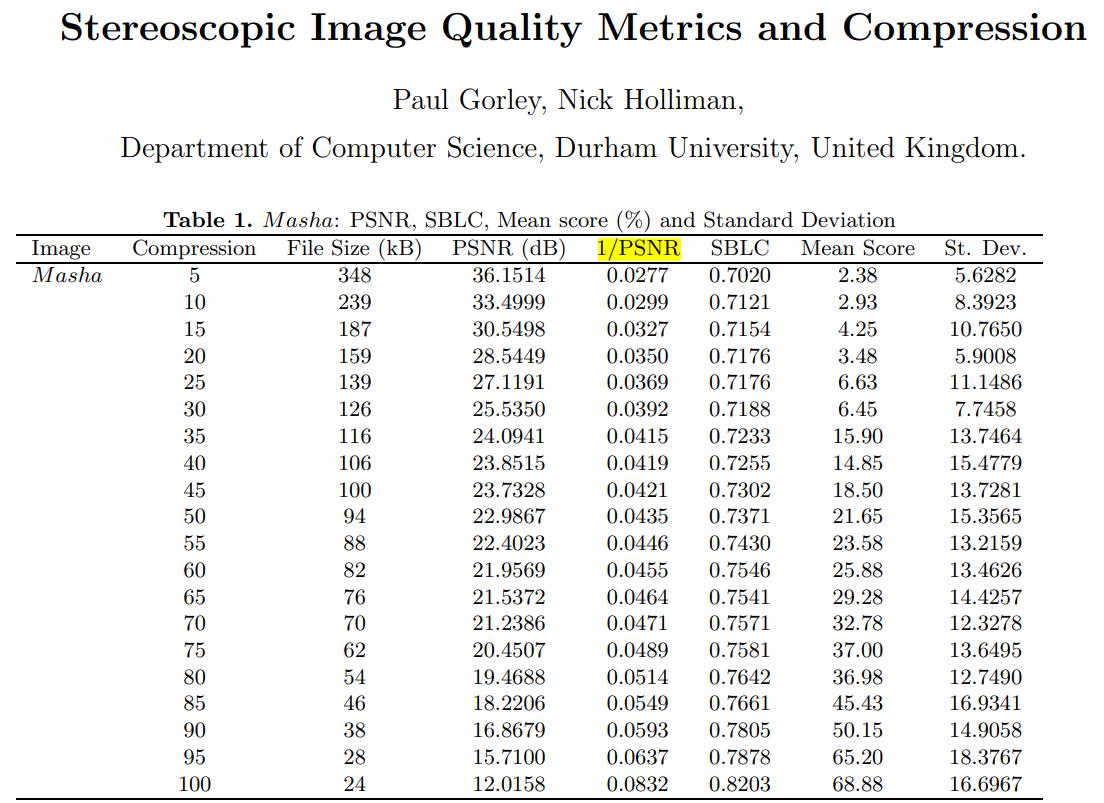 Stereoscopic Image Quality Metrics and Compression
Paul Gorley, Nick Holliman,
Department of Computer Science, Durham University, United Kingdom.
Table 1. Masha: PSNR, SBLC, Mean score (%) and Standard Deviation
Image Compression File Size (kB) PSNR (dB) 1/PSNR SBLC Mean Score St. Dev.
Masha 5 348 36.1514 0.0277 0.7020 2.38 5.6282
10 239 33.4999 0.0299 0.7121 2.93 8.3923
15 187 30.5498 0.0327 0.7154 4.25 10.7650
20 159 28.5449 0.0350 0.7176 3.48 5.9008
25 139 27.1191 0.0369 0.7176 6.63 11.1486
30 126 25.5350 0.0392 0.7188 6.45 7.7458
35 116 24.0941 0.0415 0.7233 15.90 13.7464
40 106 23.8515 0.0419 0.7255 14.85 15.4779
45 100 23.7328 0.0421 0.7302 18.50 13.7281
50 94 22.9867 0.0435 0.7371 21.65 15.3565
55 88 22.4023 0.0446 0.7430 23.58 13.2159
60 82 21.9569 0.0455 0.7546 25.88 13.4626
65 76 21.5372 0.0464 0.7541 29.28 14.4257
70 70 21.2386 0.0471 0.7571 32.78 12.3278
75 62 20.4507 0.0489 0.7581 37.00 13.6495
80 54 19.4688 0.0514 0.7642 36.98 12.7490
85 46 18.2206 0.0549 0.7661 45.43 16.9341
90 38 16.8679 0.0593 0.7805 50.15 14.9058
95 28 15.7100 0.0637 0.7878 65.20 18.3767
100 24 12.0158 0.0832 0.8203 68.88 16.6967